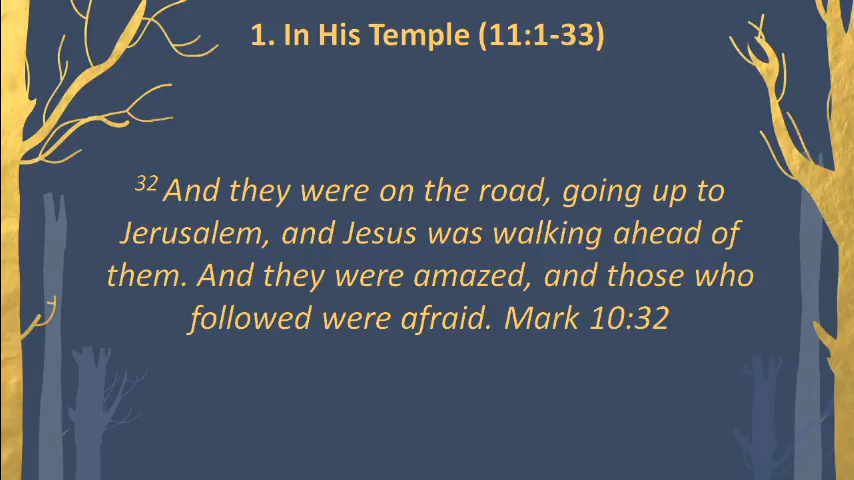 1. In His Temple (11:1-33)
32 And they were on the road, going up to
Jerusalem, and Jesus was walking ahead of
them. And they were amazed, and those who
followed were afraid. Mark 10:32